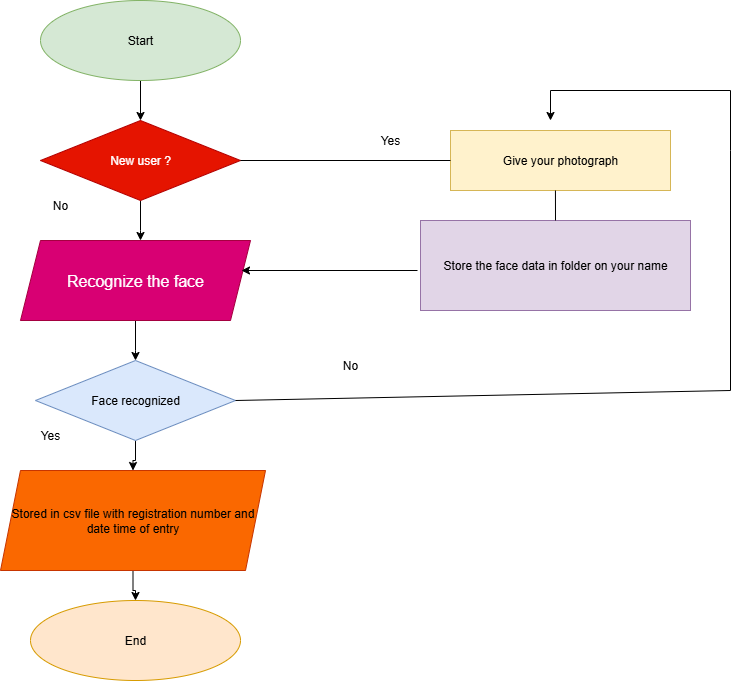 Start
New user ?
Yes
Give your photograph
No
Store the face data in folder on your name
Recognize the face
No
Face recognized
Yes
Stored in csv file with registration number and
date time of entry
End